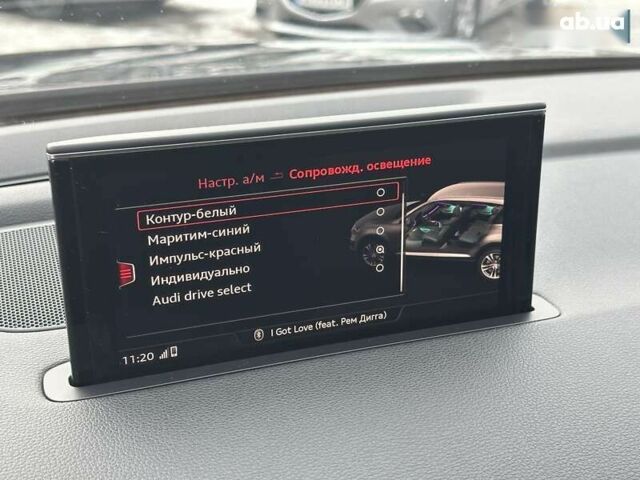 ab.ua
Настр. а/м Сопровожд. освещение
Контур-белый
Маритим-синий
Импульс-красный
Индивидуально
Audi drive select
I Got Love (feat. Рем Дигга)
11:20